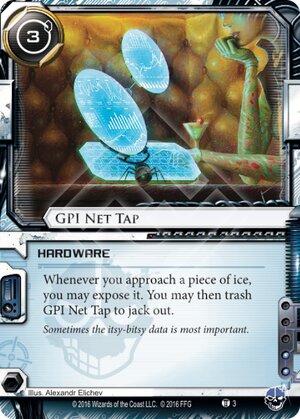 3
GPI Net Tap
HARDWARE
Whenever you approach a piece of ice,
you may expose it. You may then trash
GPI Net Tap to jack out.
Sometimes the itsy-bitsy data is most important.
Illus. Alexandr Elichev
© 2016 Wizards of the Coast LLC. © 2016 FFG
3